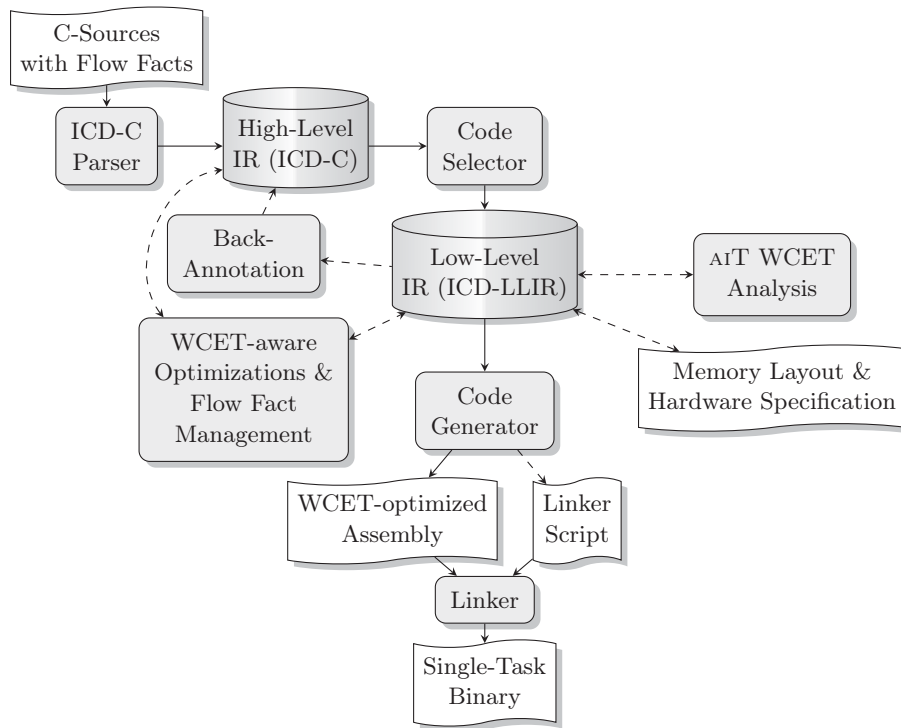 C-Sources
with Flow Facts
ICD-C
Parser
High-Level
IR (ICD-C)
Code
Selector
Back-
Annotation
Low-Level
IR (ICD-LLIR)
AIT WCET
Analysis
WCET-aware
Optimizations &
Flow Fact
Management
Memory Layout &
Hardware Specification
Code
Generator
WCET-optimized
Assembly
Linker
Script
Linker
Single-Task
Binary